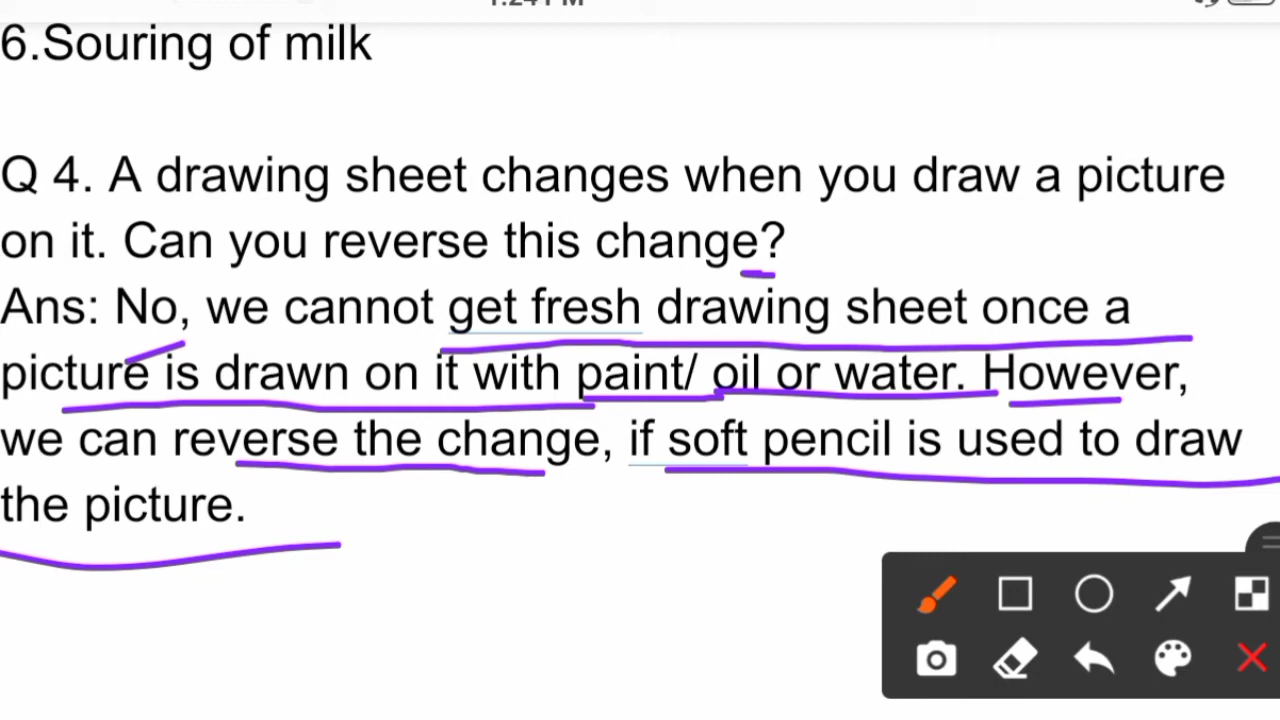 6.Souring of milk
Q 4. A drawing sheet changes when you draw a picture
on it. Can you reverse this change?
Ans: No, we cannot get fresh drawing sheet once a
picture is drawn on it with paint/ oil or water. However,
we can reverse the change, if soft pencil is used to draw
the picture.